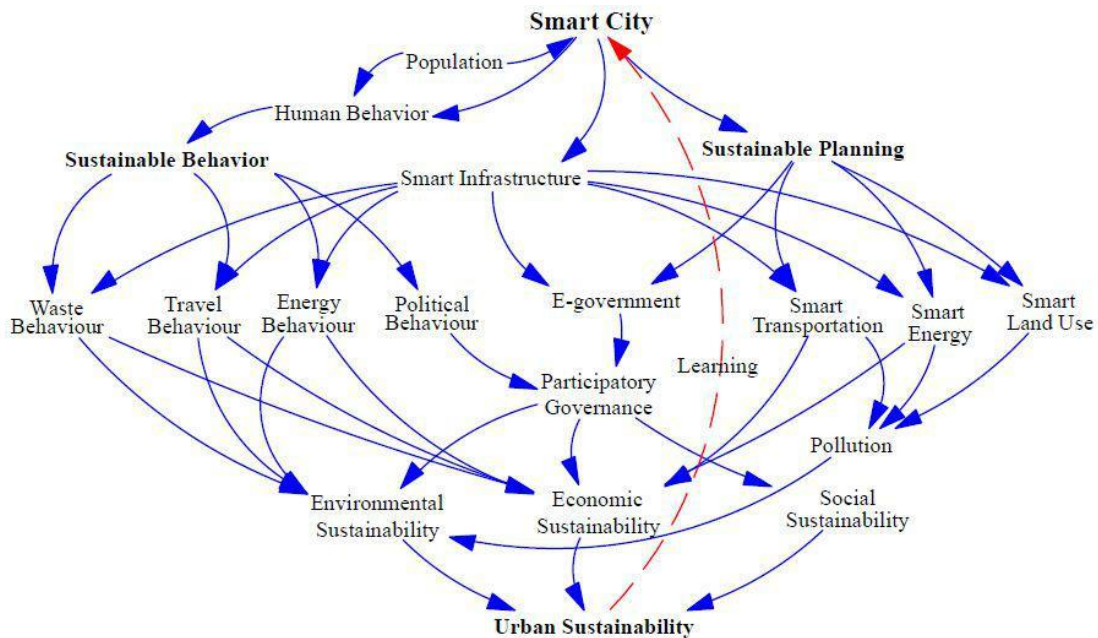 Smart City
Population
Human Behavior
Sustainable Behavior
Sustainable Planning
Smart Infrastructure
Waste
Behaviour
Travel
Behaviour
Energy
Behaviour
Political
Behaviour
E-government
Smart
Transportation
Smart
Energy
Smart
Land Use
Learning
Participatory
Governance
Pollution
Environmental
Sustainability
Economic
Sustainability
Social
Sustainability
Urban Sustainability